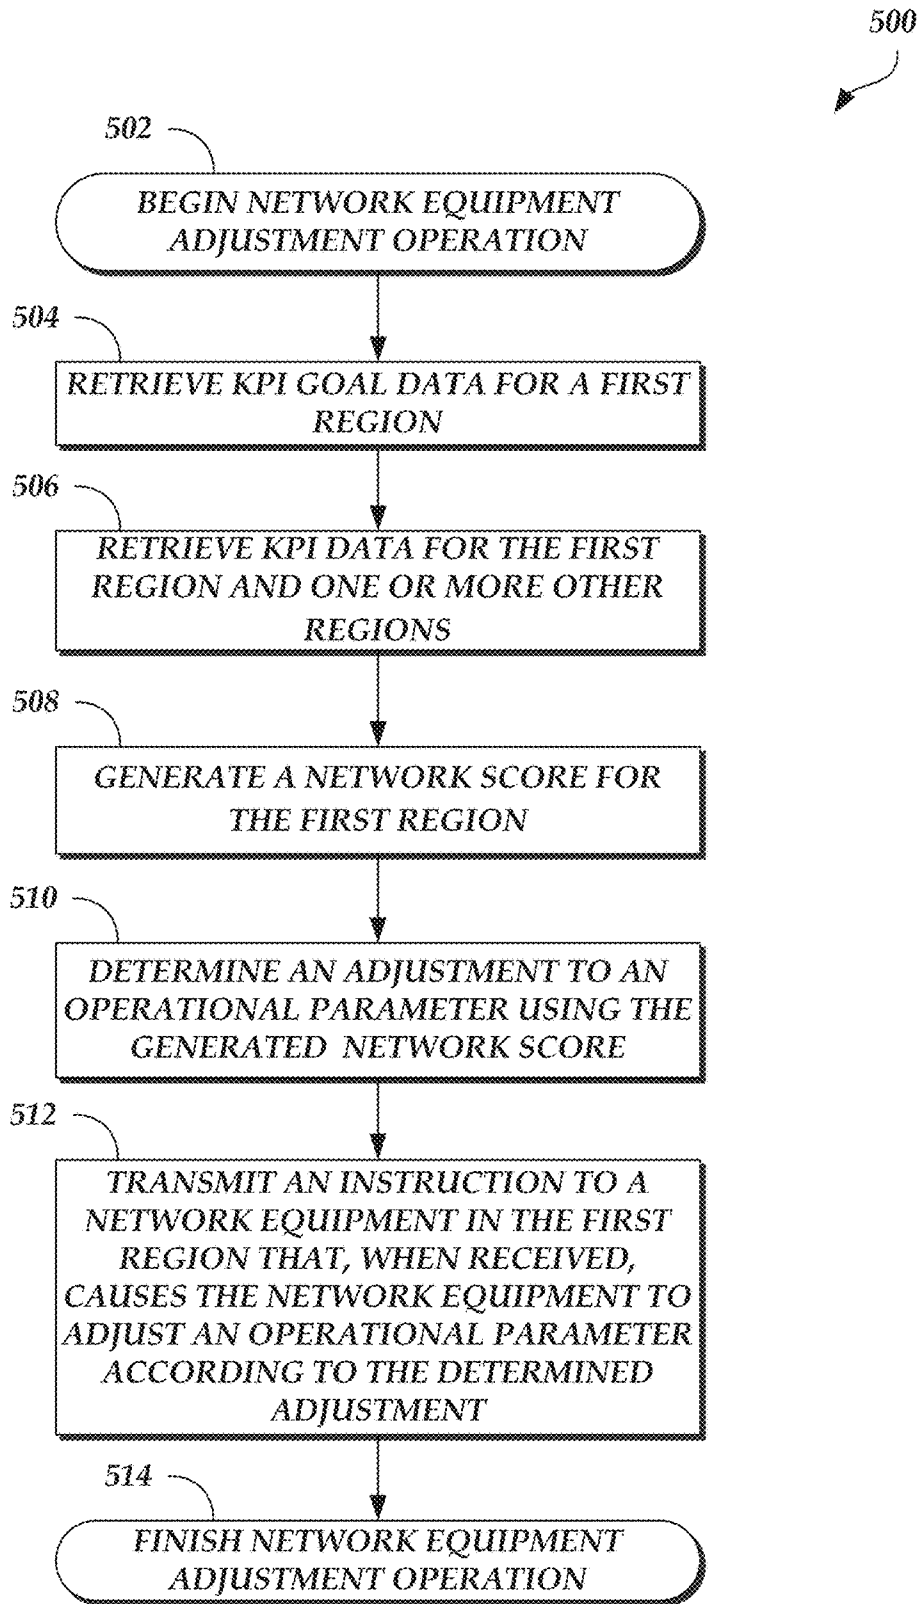 500
502
BEGIN NETWORK EQUIPMENT
ADJUSTMENT OPERATION
504
RETRIEVE KPI GOAL DATA FOR A FIRST
REGION
506
RETRIEVE KPI DATA FOR THE FIRST
REGION AND ONE OR MORE OTHER
REGIONS
508
GENERATE A NETWORK SCORE FOR
THE FIRST REGION
510
DETERMINE AN ADJUSTMENT TO AN
OPERATIONAL PARAMETER USING THE
GENERATED NETWORK SCORE
512
TRANSMIT AN INSTRUCTION TO A
NETWORK EQUIPMENT IN THE FIRST
REGION THAT, WHEN RECEIVED,
CAUSES THE NETWORK EQUIPMENT TO
ADJUST AN OPERATIONAL PARAMETER
ACCORDING TO THE DETERMINED
ADJUSTMENT
514
FINISH NETWORK EQUIPMENT
ADJUSTMENT OPERATION